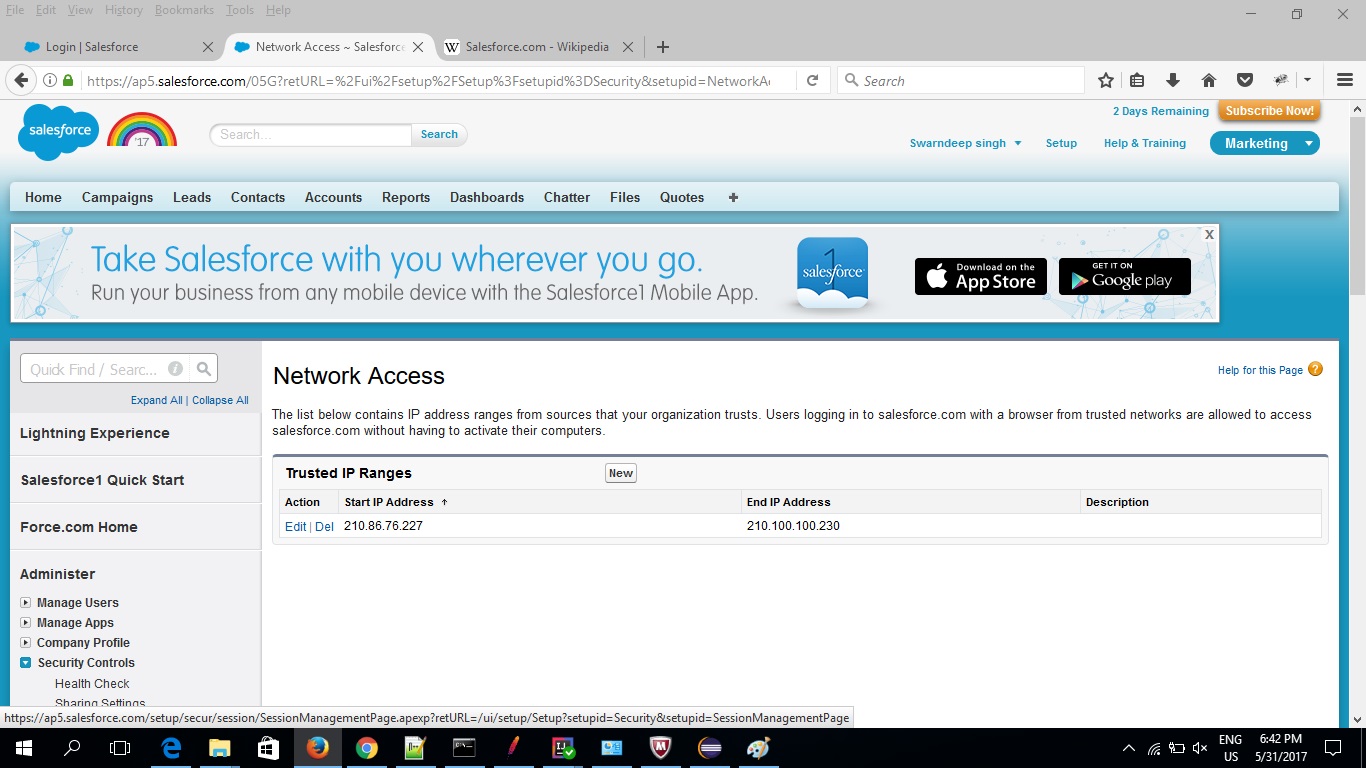 File Edit View History Bookmarks Tools Help
Login | Salesforce
Network Access ~ Salesforc
W Salesforce.com - Wikipedia
https://ap5.salesforce.com/05G?retURL=%2Fui%2Fsetup%2FSetup%3Fsetupid%3DSecurity&setupid=NetworkAc
Search
salesforce
'17
Search...
Search
2 Days Remaining
Subscribe Now!
Swarndeep singh
Setup
Help & Training
Marketing
Home Campaigns Leads Contacts Accounts Reports Dashboards Chatter Files Quotes +
Take Salesforce with you wherever you go.
Run your business from any mobile device with the Salesforce1 Mobile App.
1
salesforce
Download on the
App Store
GET IT ON
Google play
X
Quick Find / Searc...
Expand All | Collapse All
Lightning Experience
Salesforce1 Quick Start
Force.com Home
Administer
Manage Users
Manage Apps
Company Profile
Security Controls
Health Check
Sharing Settings
Network Access
Help for this Page ?
The list below contains IP address ranges from sources that your organization trusts. Users logging in to salesforce.com with a browser from trusted networks are allowed to access
salesforce.com without having to activate their computers.
Trusted IP Ranges
New
Action Start IP Address End IP Address Description
Edit | Del 210.86.76.227 210.100.100.230
https://ap5.salesforce.com/setup/secur/session/SessionManagementPage.apexp?retURL=/ui/setup/Setup?setupid=Security&setupid=SessionManagementPage
ENG
US
6:42 PM
5/31/2017